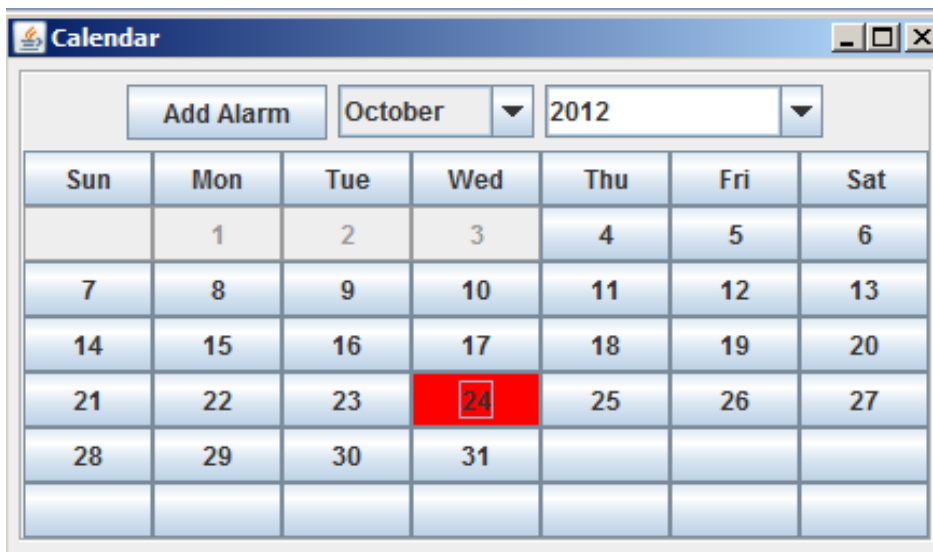 Calendar
Add Alarm October 2012
Sun Mon Tue Wed Thu Fri Sat
1 2 3 4 5 6
7 8 9 10 11 12 13
14 15 16 17 18 19 20
21 22 23 24 25 26 27
28 29 30 31